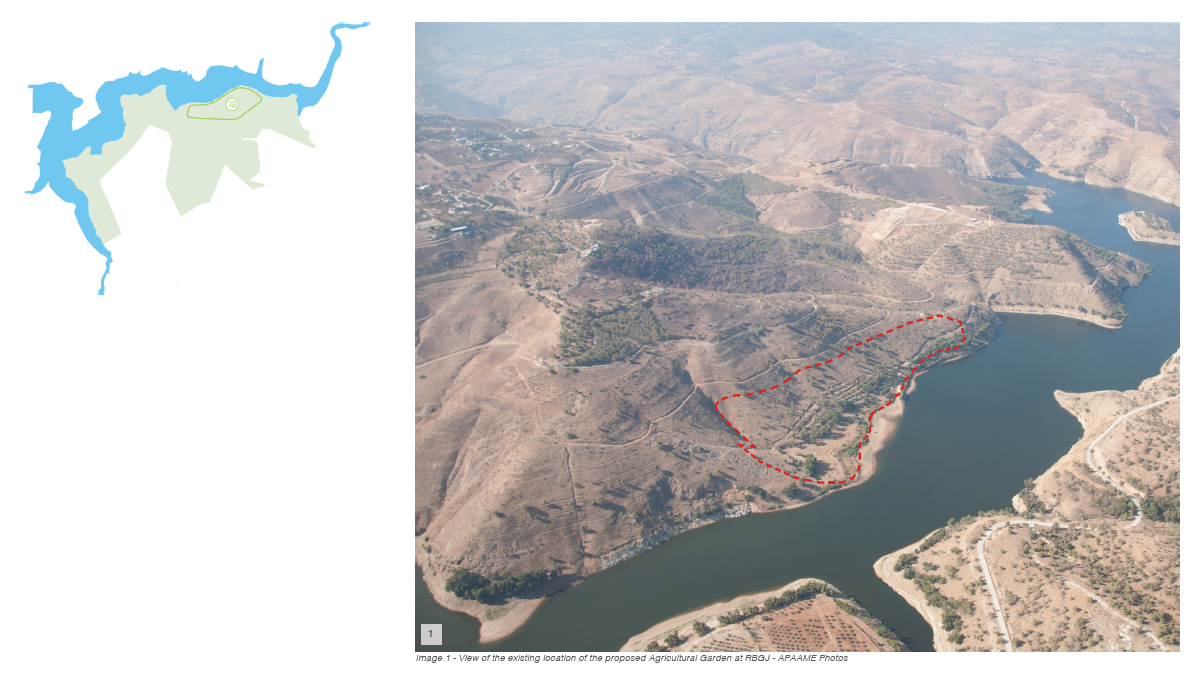 1
Image 1 - View of the existing location of the proposed Agricultural Garden at RBGJ - APAAME Photos